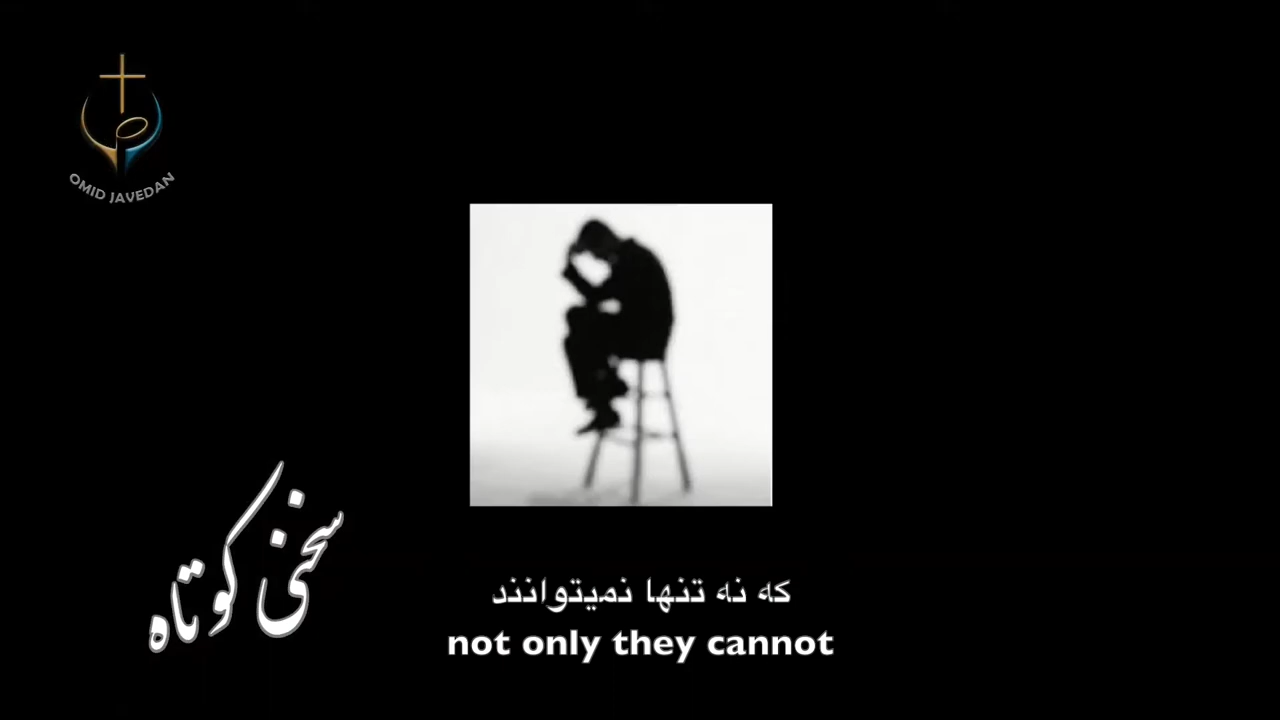 OMID JAVEDAN
سخنی کوتاه
که نه تنها نمیتوانند
not only they cannot